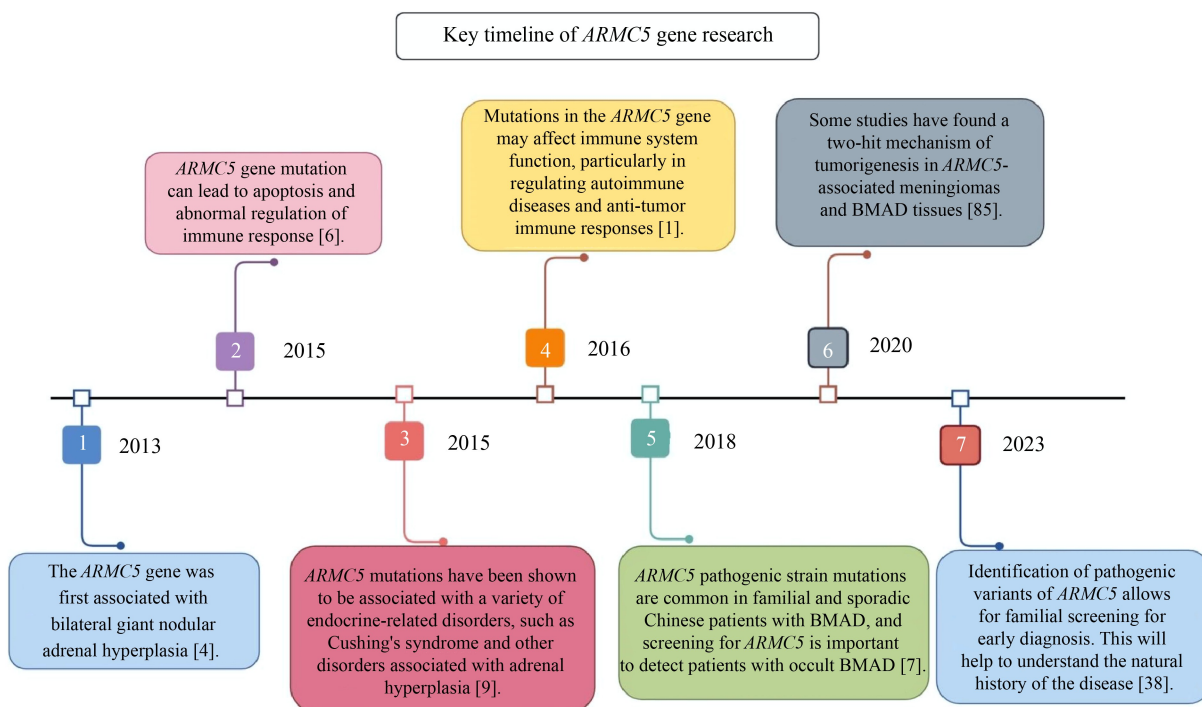 Key timeline of ARMC5 gene research
ARMC5 gene mutation
can lead to apoptosis and
abnormal regulation of
immune response [6].
Mutations in the ARMC5 gene
may affect immune system
function, particularly in
regulating autoimmune
diseases and anti-tumor
immune responses [1].
Some studies have found a
two-hit mechanism of
tumorigenesis in ARMC5-
associated meningiomas
and BMAD tissues [85].
2
2015
4
2016
6
2020
1
2013
3
2015
5
2018
7
2023
The ARMC5 gene was
first associated with
bilateral giant nodular
adrenal hyperplasia [4].
ARMC5 mutations have been shown
to be associated with a variety of
endocrine-related disorders, such as
Cushing's syndrome and other
disorders associated with adrenal
hyperplasia [9].
ARMC5 pathogenic strain mutations
are common in familial and sporadic
Chinese patients with BMAD, and
screening for ARMC5 is important
to detect patients with occult BMAD [7].
Identification of pathogenic
variants of ARMC5 allows
for familial screening for
early diagnosis. This will
help to understand the natural
history of the disease [38].